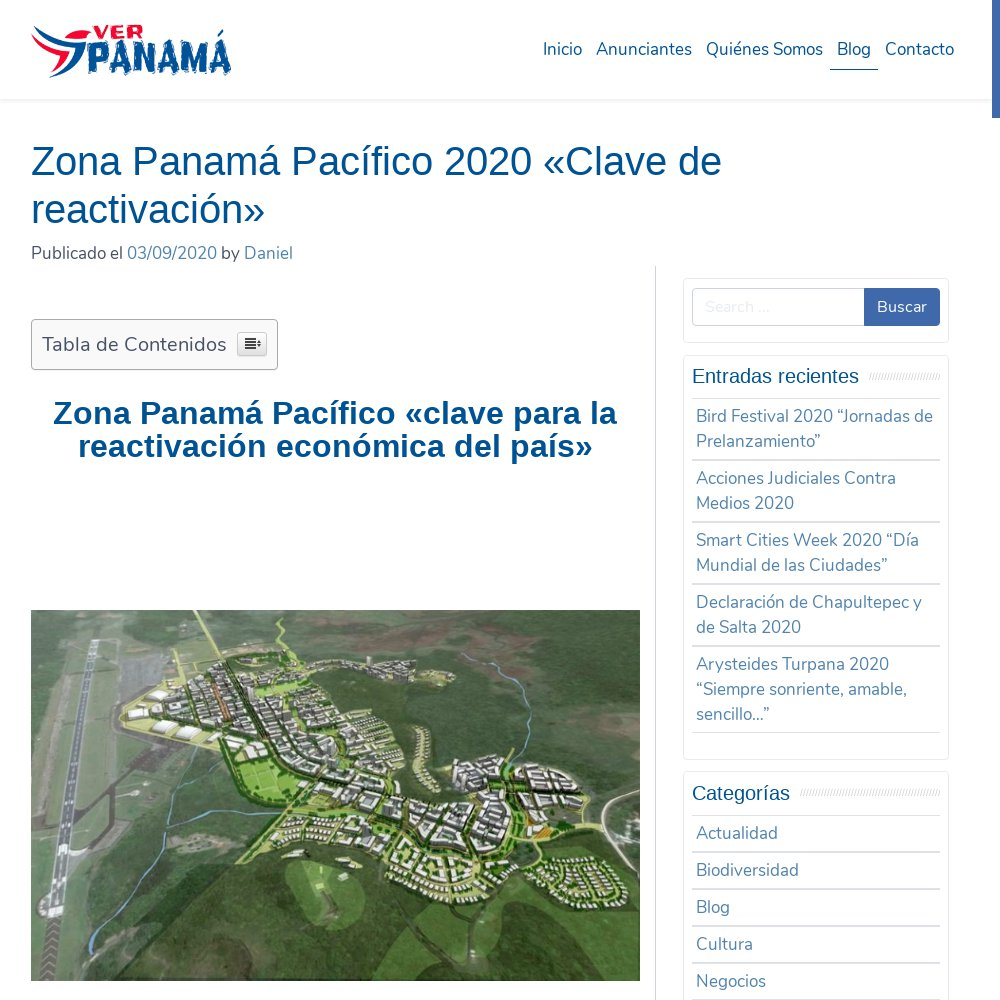 VER
PANAMÁ
Inicio Anunciantes Quiénes Somos Blog Contacto
Zona Panamá Pacífico 2020 «Clave de
reactivación»
Publicado el 03/09/2020 by Daniel
Tabla de Contenidos
Zona Panamá Pacífico «clave para la
reactivación económica del país»
Search ...
Buscar
Entradas recientes
Bird Festival 2020 “Jornadas de
Prelanzamiento”
Acciones Judiciales Contra
Medios 2020
Smart Cities Week 2020 “Día
Mundial de las Ciudades”
Declaración de Chapultepec y
de Salta 2020
Arysteides Turpana 2020
“Siempre sonriente, amable,
sencillo…”
Categorías
Actualidad
Biodiversidad
Blog
Cultura
Negocios